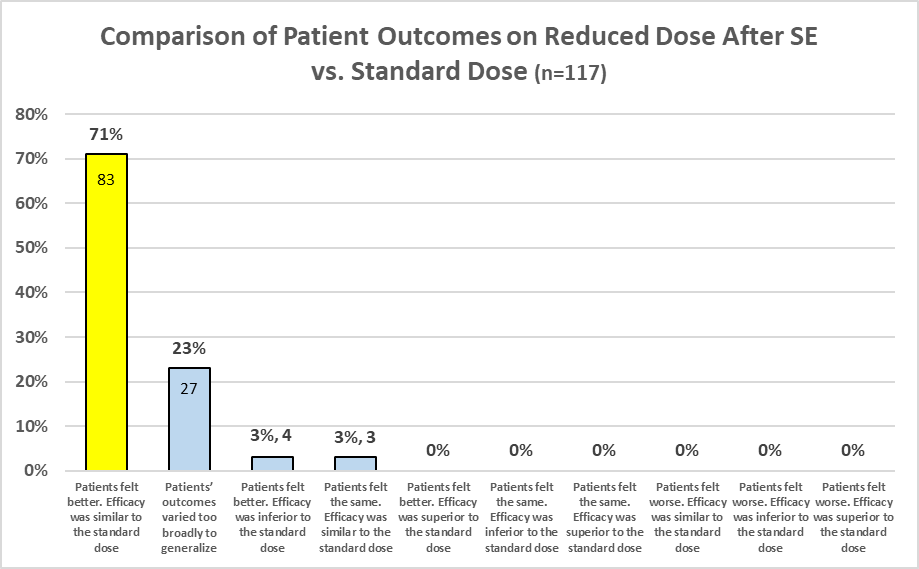 Comparison of Patient Outcomes on Reduced Dose After SE
vs. Standard Dose (n=117)
80%
70%
60%
50%
40%
30%
20%
10%
0%
71%
83
23%
27
3%, 4
3%, 3
0%
0%
0%
0%
0%
0%
Patients felt
better. Efficacy
was similar to
the standard
dose
Patients’
outcomes
varied too
broadly to
generalize
Patients felt
better. Efficacy
was inferior to
the standard
dose
Patients felt
the same.
Efficacy was
similar to the
standard dose
Patients felt
better. Efficacy
was superior to
the standard
dose
Patients felt
the same.
Efficacy was
inferior to the
standard dose
Patients felt
the same.
Efficacy was
superior to the
standard dose
Patients felt
worse. Efficacy
was similar to
the standard
dose
Patients felt
worse. Efficacy
was inferior to
the standard
dose
Patients felt
worse. Efficacy
was superior to
the standard
dose